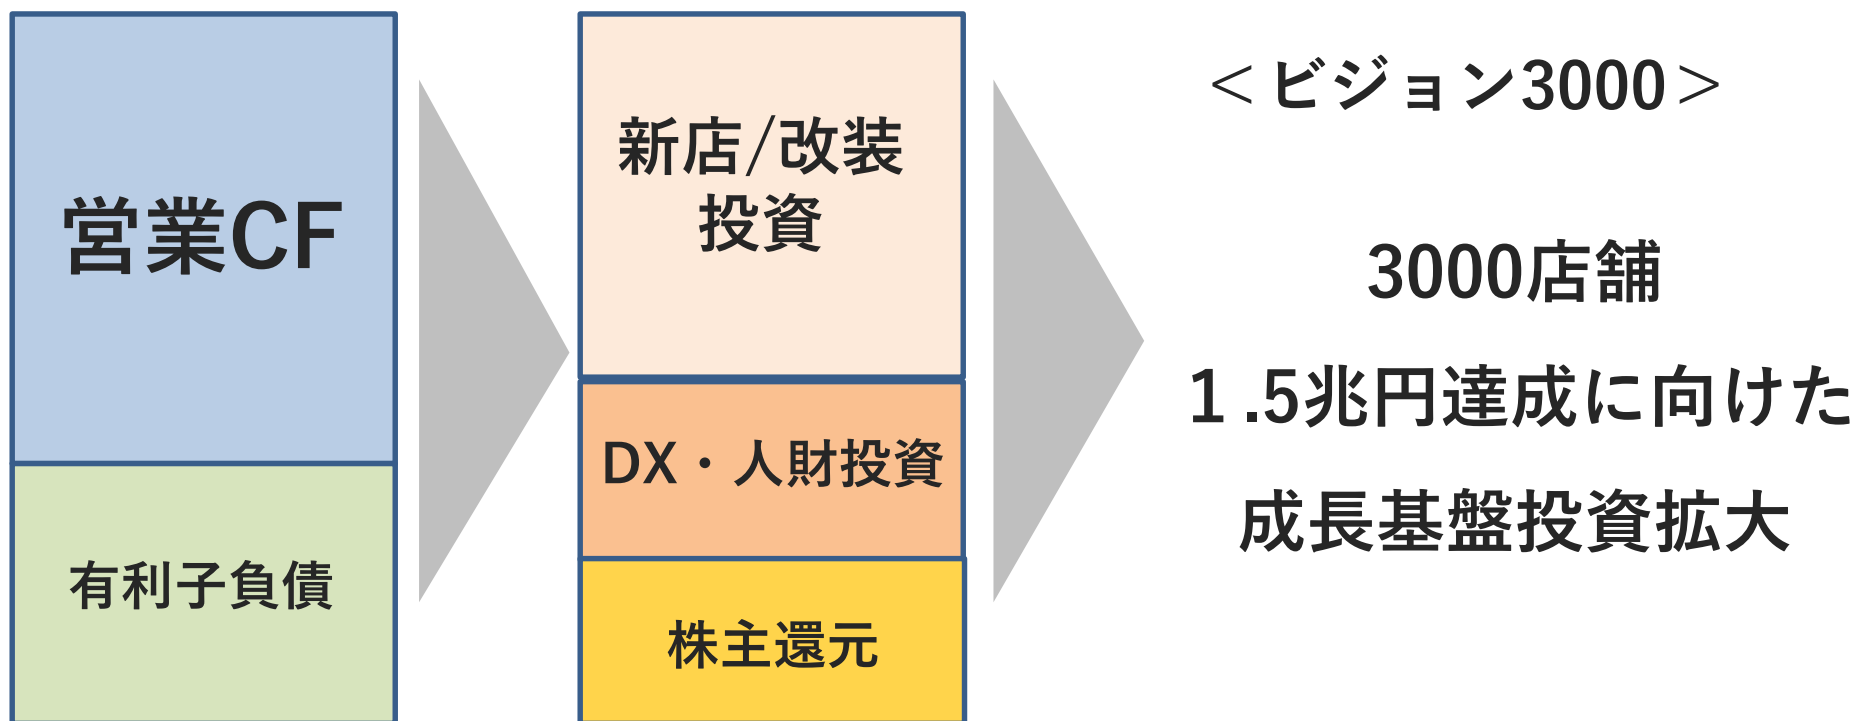 営業CF
有利子負債
新店/改装
投資
DX・人財投資
株主還元
＜ビジョン3000＞
3000店舗
１.5兆円達成に向けた
成長基盤投資拡大